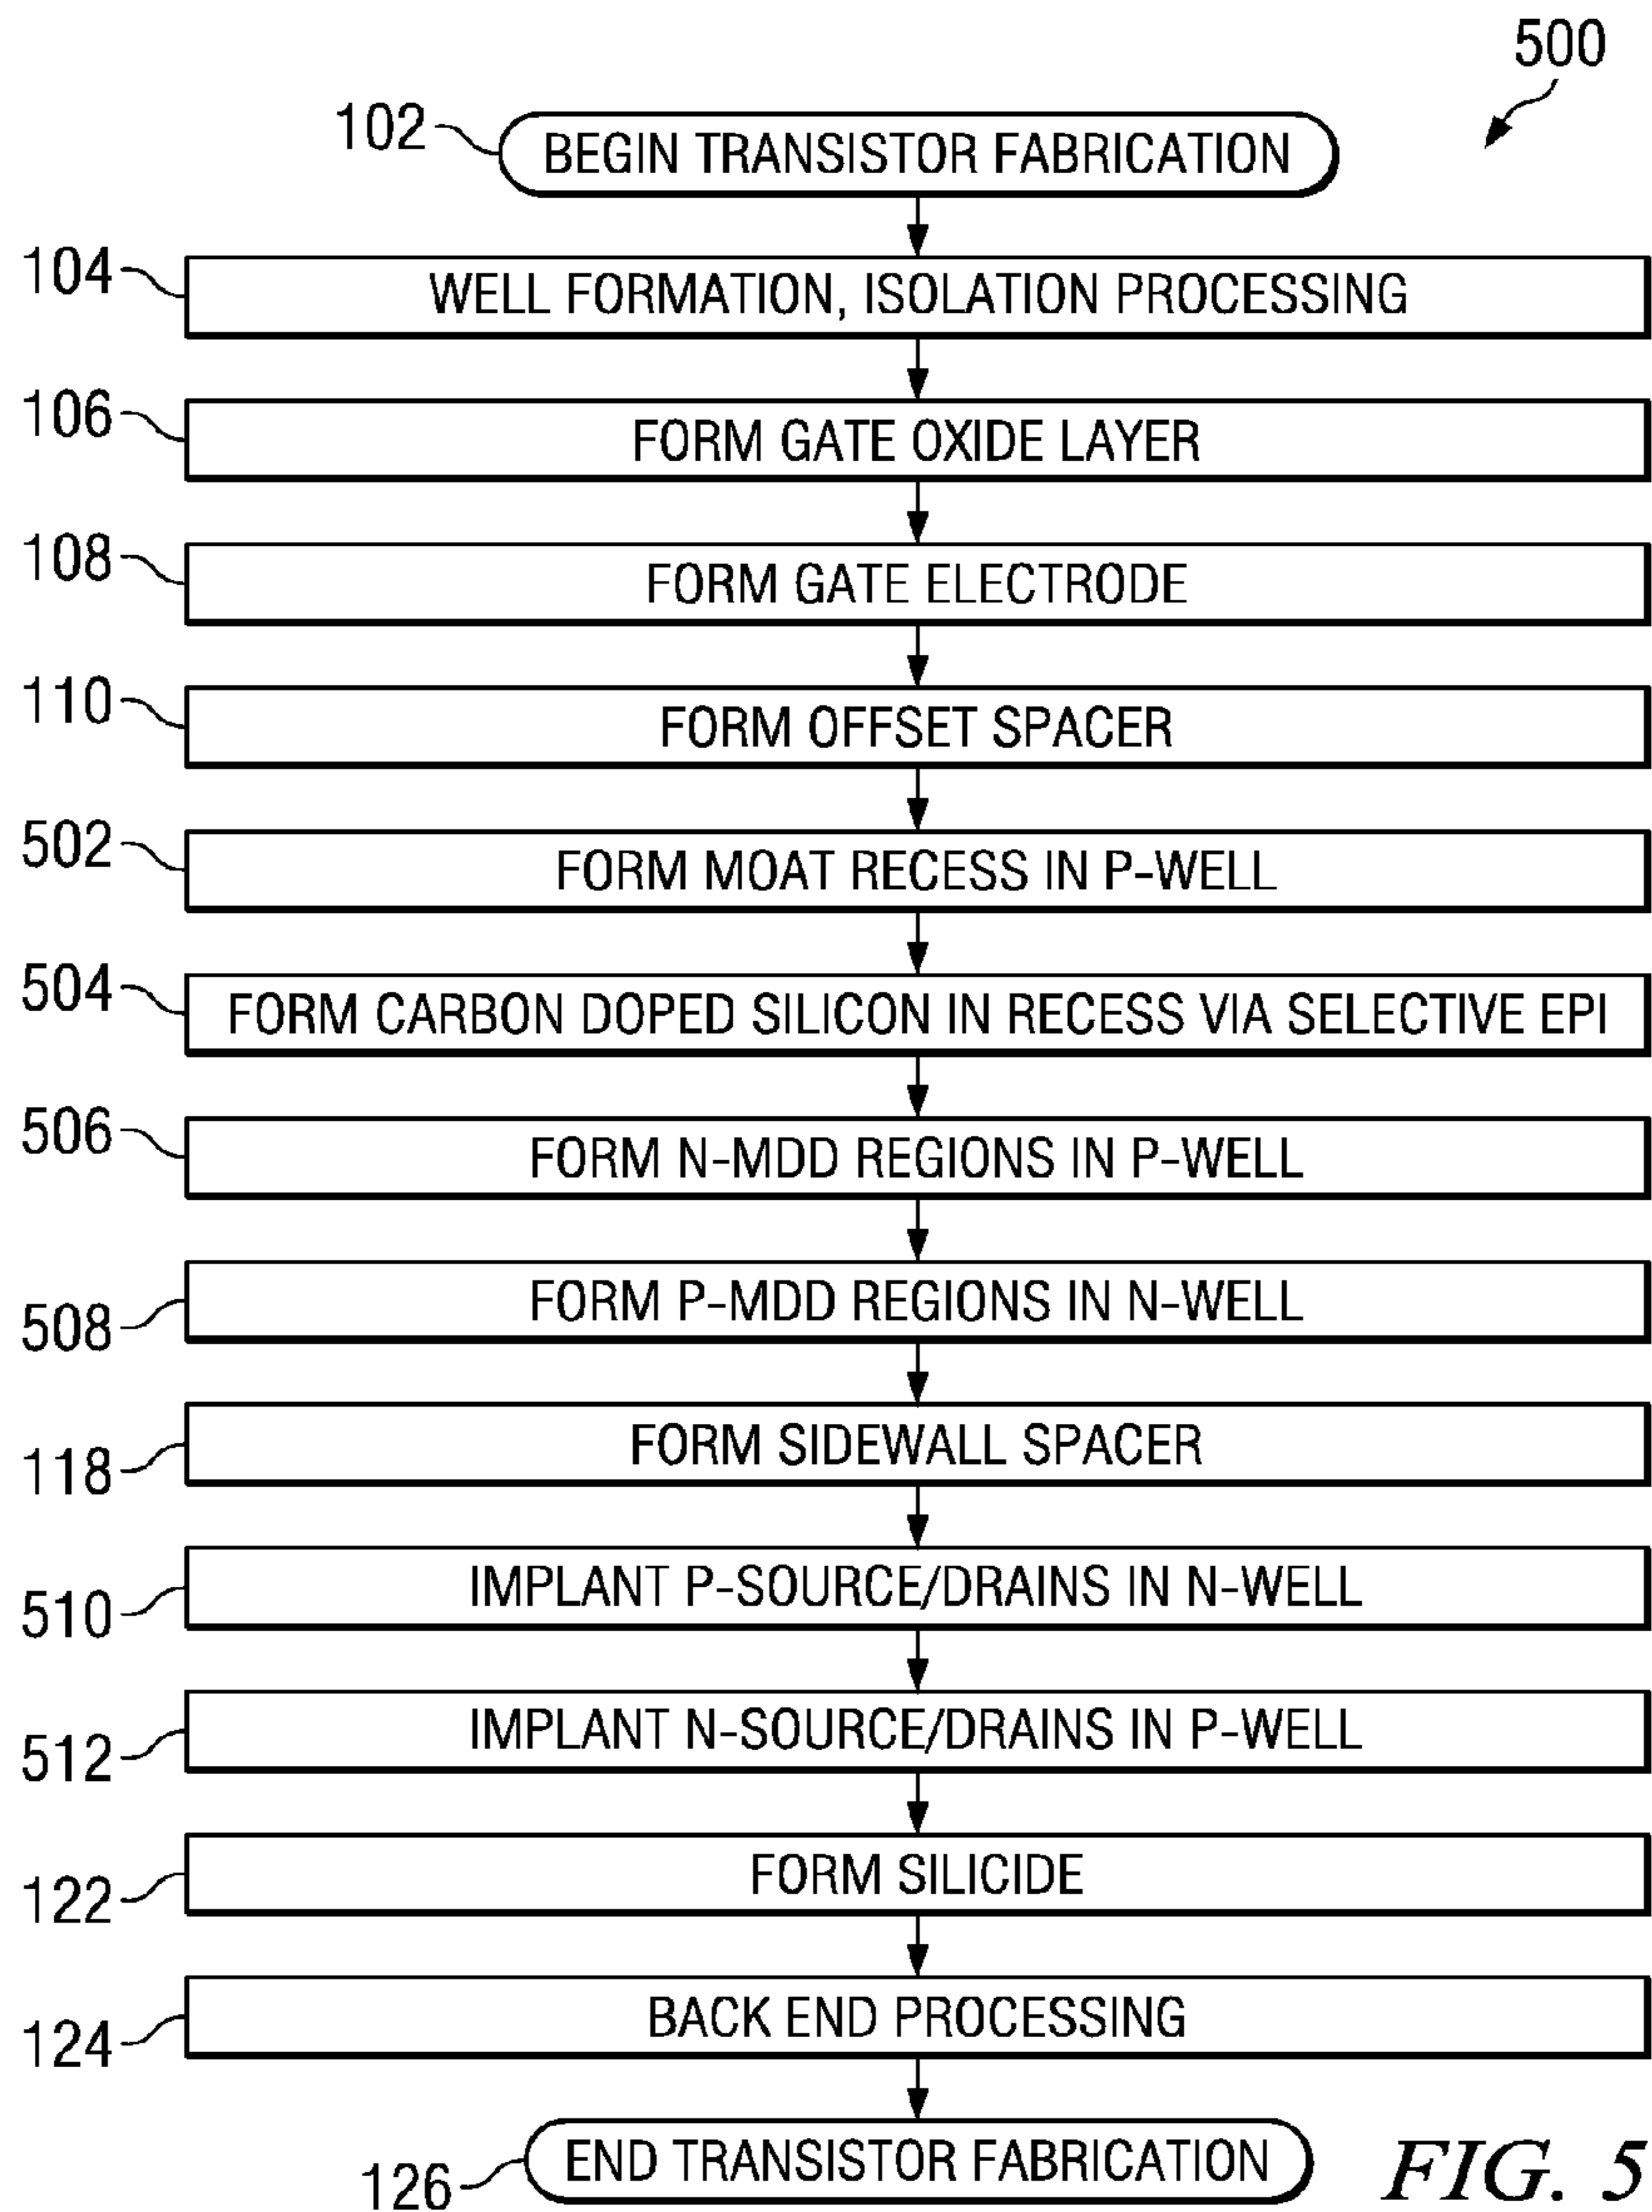 500
102 BEGIN TRANSISTOR FABRICATION
104 WELL FORMATION, ISOLATION PROCESSING
106 FORM GATE OXIDE LAYER
108 FORM GATE ELECTRODE
110 FORM OFFSET SPACER
502 FORM MOAT RECESS IN P-WELL
504 FORM CARBON DOPED SILICON IN RECESS VIA SELECTIVE EPI
506 FORM N-MDD REGIONS IN P-WELL
508 FORM P-MDD REGIONS IN N-WELL
118 FORM SIDEWALL SPACER
510 IMPLANT P-SOURCE/DRAINS IN N-WELL
512 IMPLANT N-SOURCE/DRAINS IN P-WELL
122 FORM SILICIDE
124 BACK END PROCESSING
126 END TRANSISTOR FABRICATION
FIG. 5